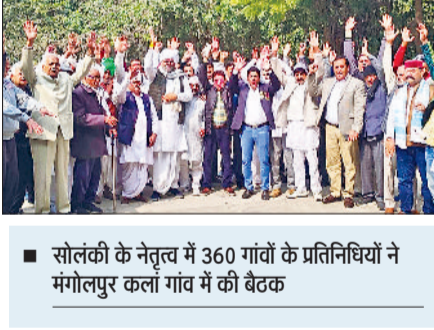 ■ सोलंकी के नेतृत्व में 360 गांवों के प्रतिनिधियों ने
मंगोलपुर कलां गांव में की बैठक